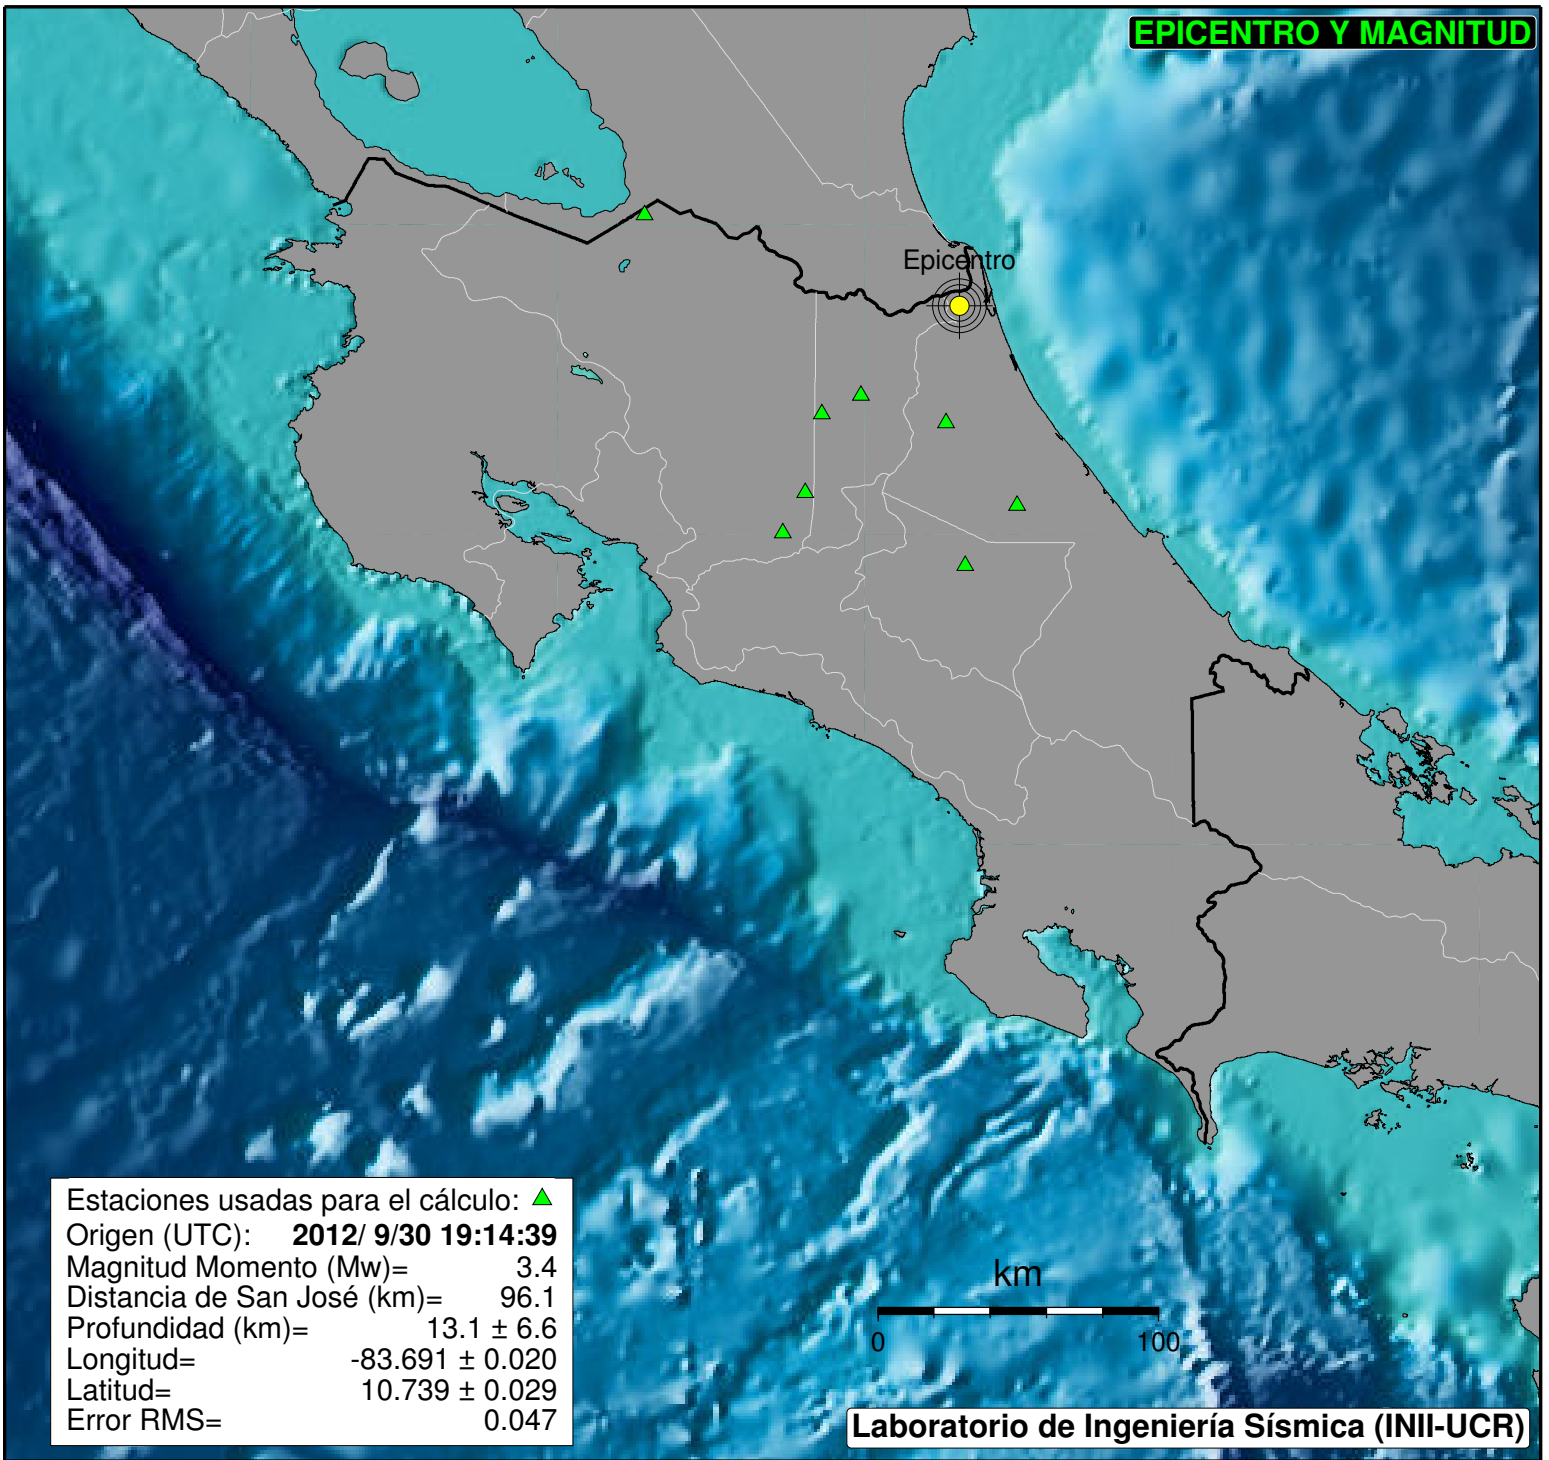 EPICENTRO Y MAGNITUD
Epicentro
Estaciones usadas para el cálculo:
Origen (UTC): 2012/ 9/30 19:14:39
Magnitud Momento (Mw)= 3.4
Distancia de San José (km)= 96.1
Profundidad (km)= 13.1 ± 6.6
Longitud= -83.691 ± 0.020
Latitud= 10.739 ± 0.029
Error RMS= 0.047
km
0 100
Laboratorio de Ingeniería Sísmica (INII-UCR)